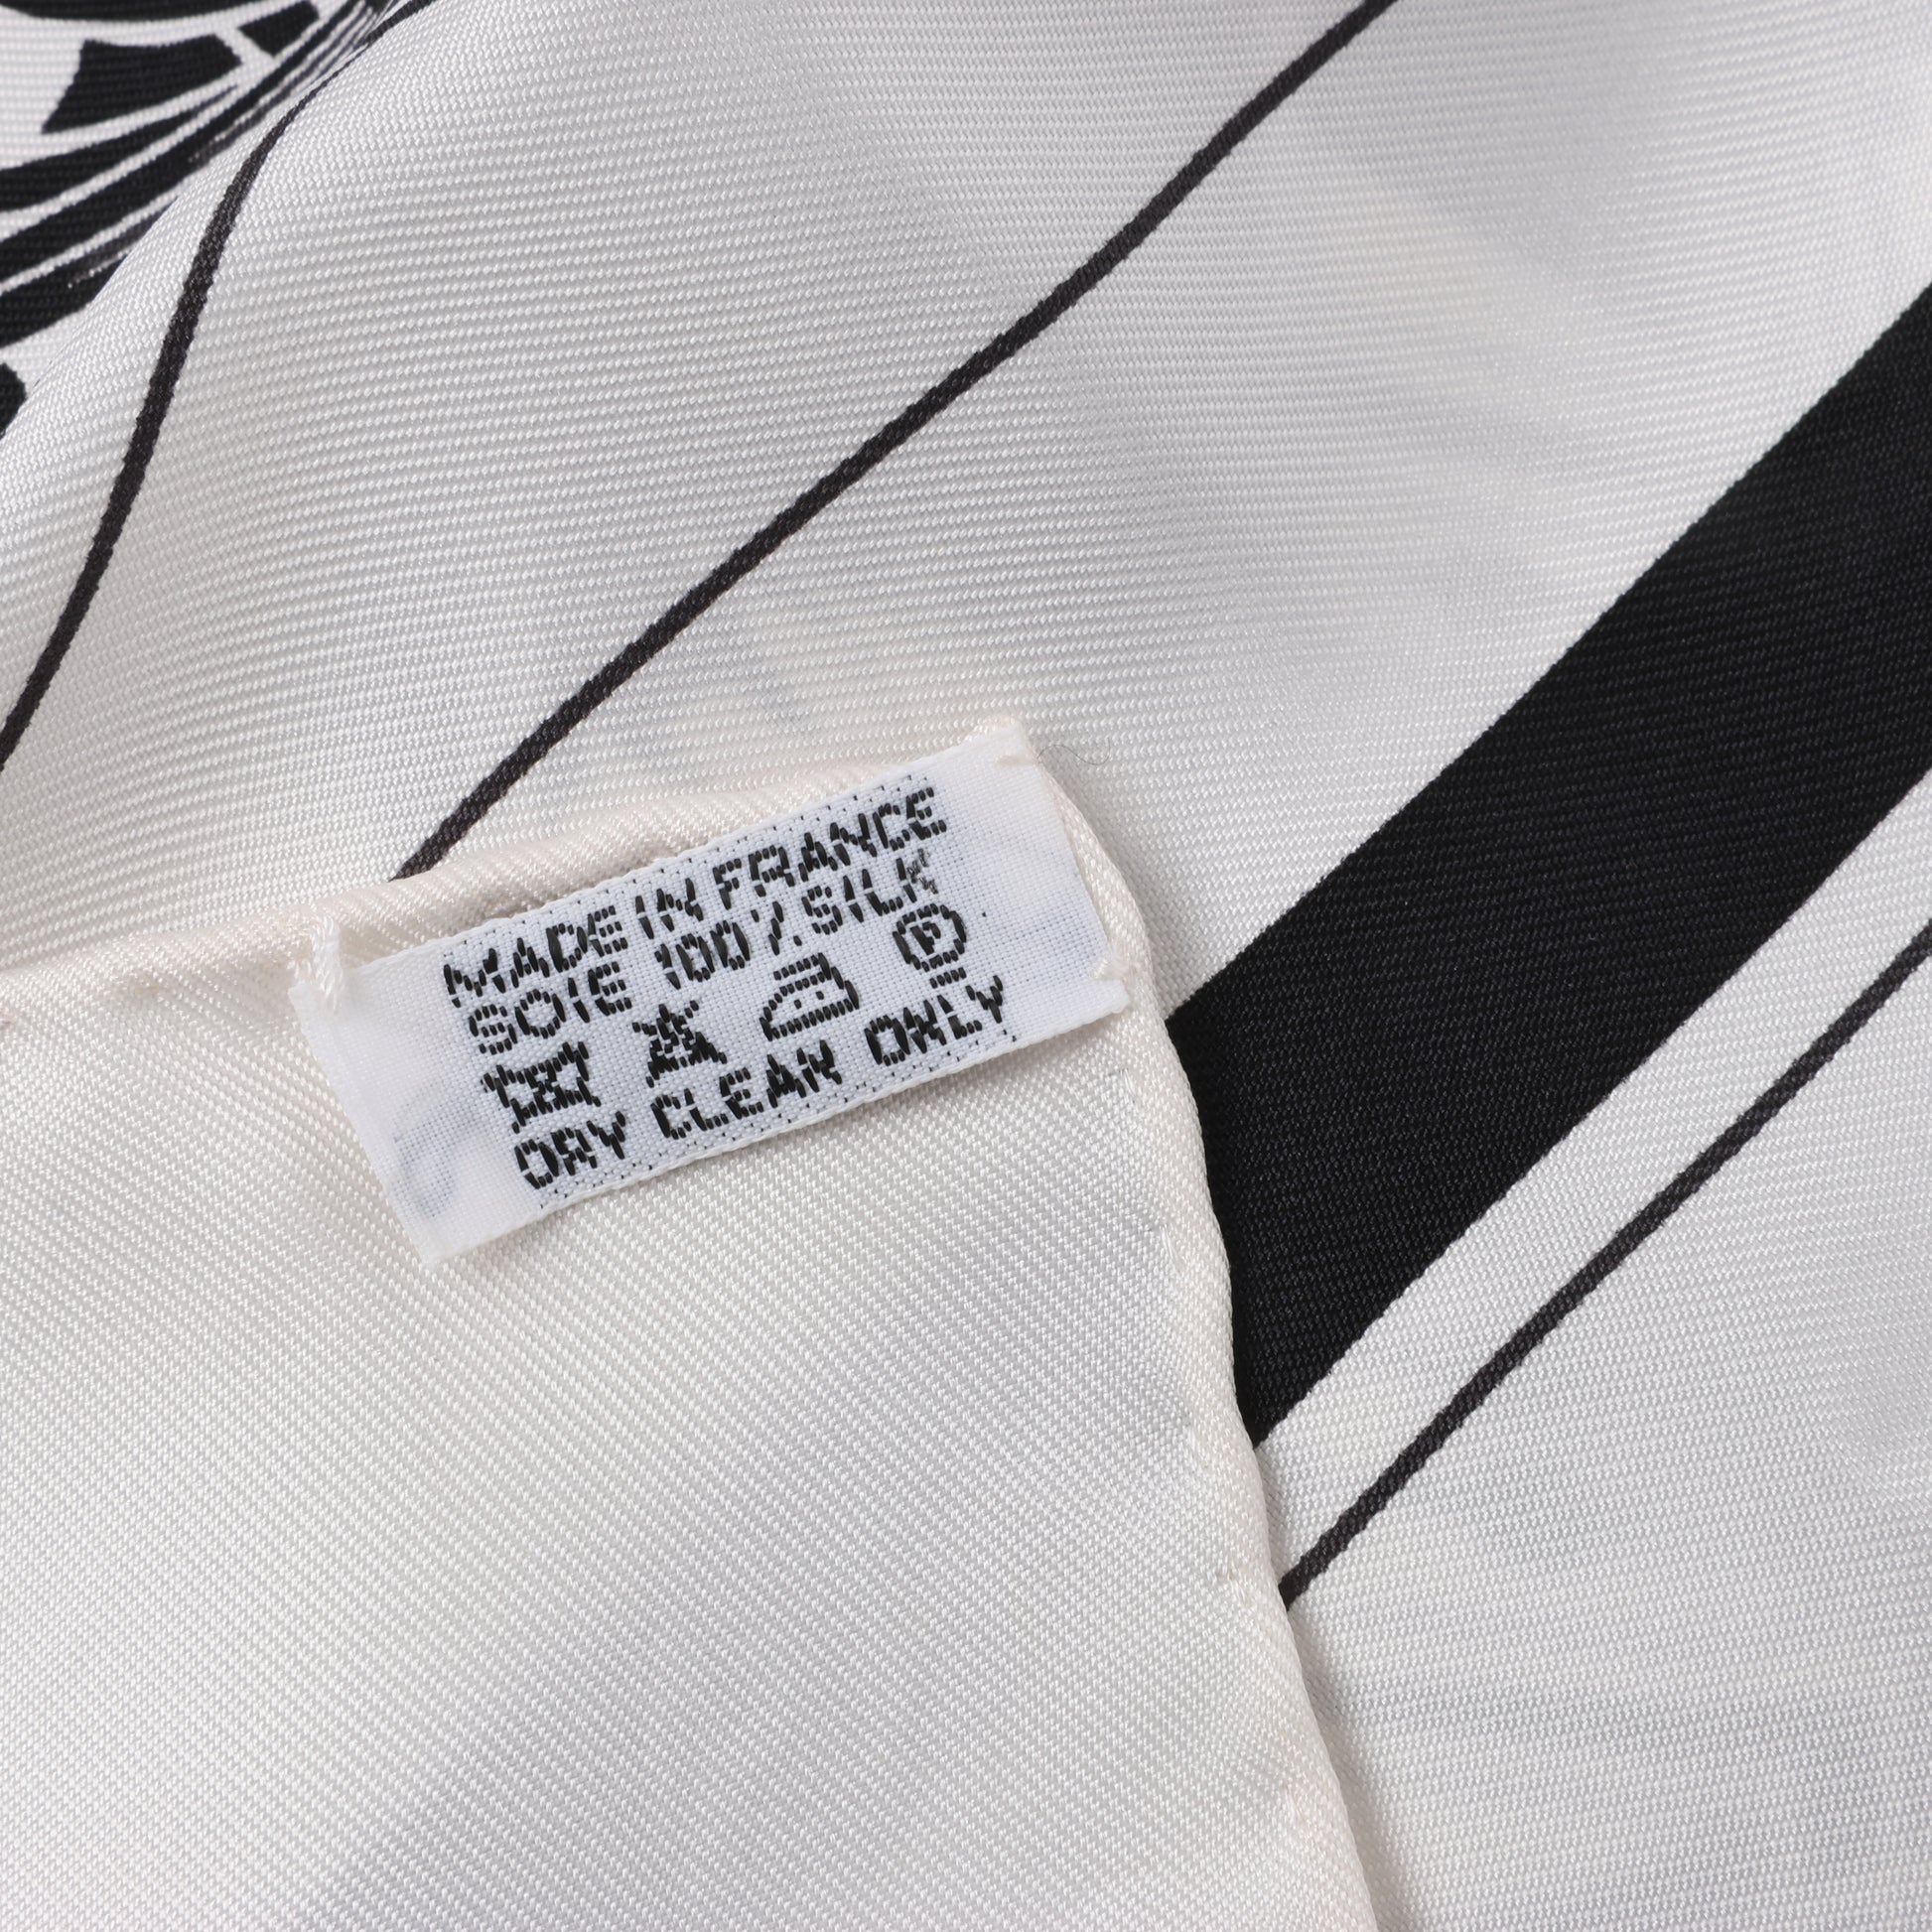 MADE IN FRANCE
SOIE 100% SILK
P
DRY CLEAN ONLY